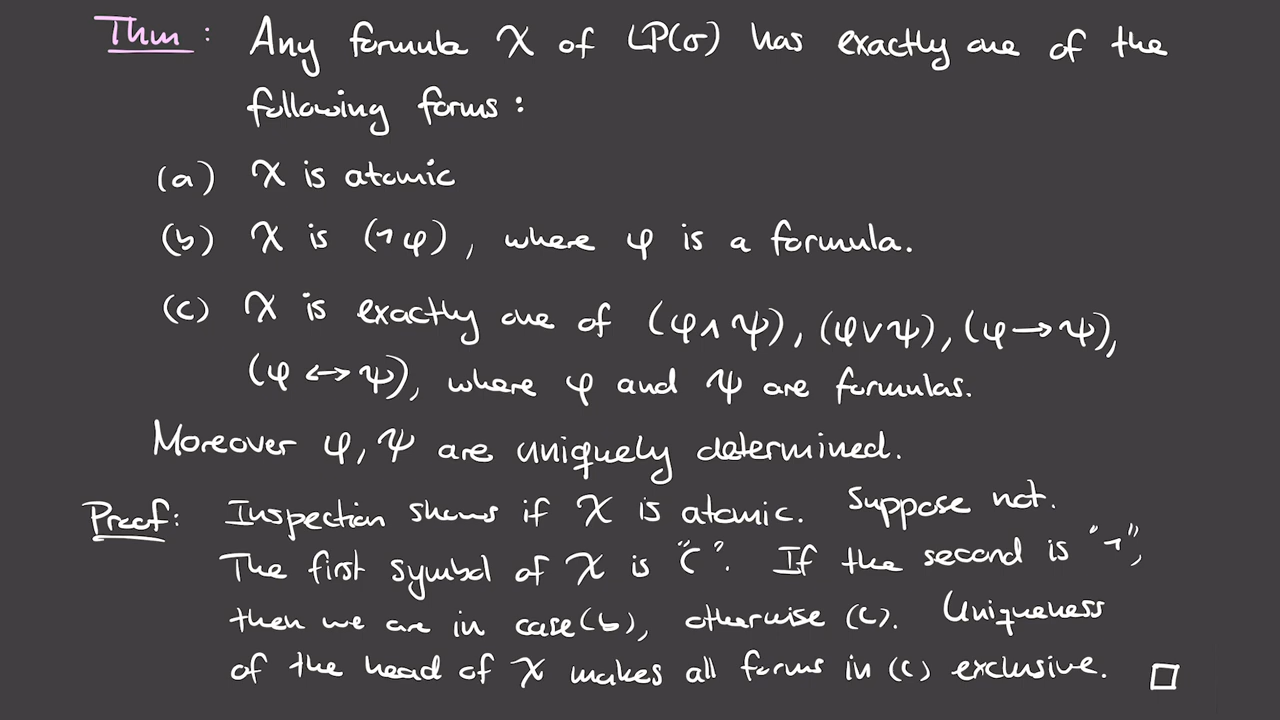 Thm: Any formula χ of LP(σ) has exactly one of the
following forms:
(a) χ is atomic
(b) χ is (¬φ), where φ is a formula.
(c) χ is exactly one of (φ∧ψ), (φ∨ψ), (φ→ψ),
(φ↔ψ), where φ and ψ are formulas.
Moreover φ, ψ are uniquely determined.
Proof: Inspection shows if χ is atomic. Suppose not.
The first symbol of χ is "(". If the second is "¬",
then we are in case (b), otherwise (c). Uniqueness
of the head of χ makes all forms in (c) exclusive. □